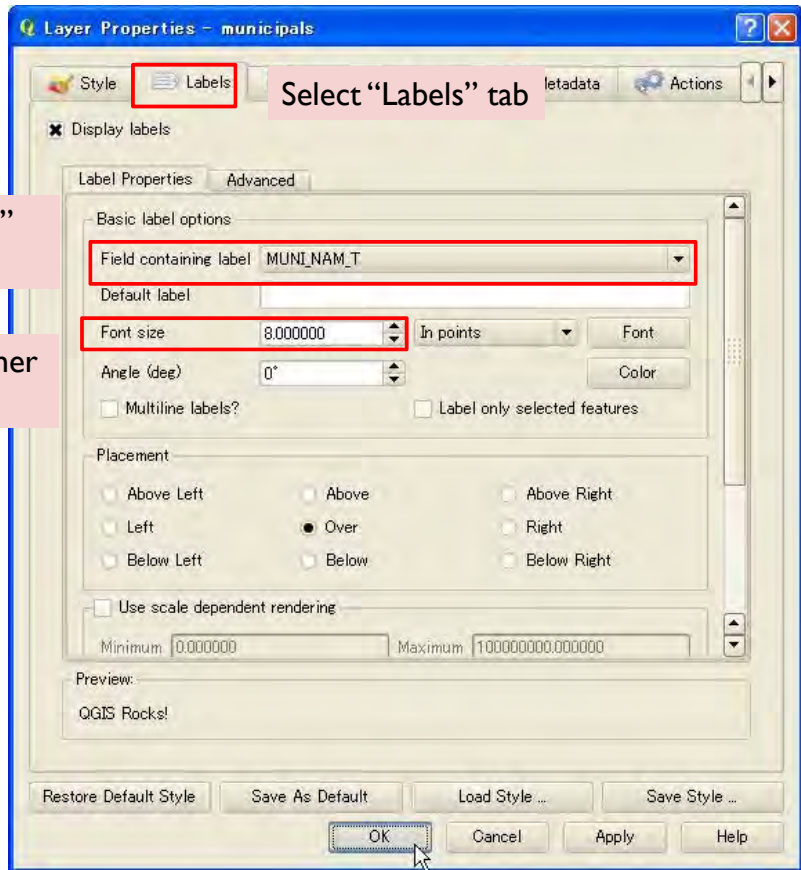 Layer Properties - municipals
Style Labels Select “Labels” tab Actions
Display labels
Label Properties Advanced
”
Basic label options
Field containing label MUNI_NAM_T
Default label
Font size 8.000000 In points Font
Angle (deg) 0° Color
Multiline labels? Label only selected features
Placement
Above Left Above Above Right
Left Over Right
Below Left Below Below Right
Use scale dependent rendering
Minimum 0.000000 Maximum 100000000.000000
Preview:
QGIS Rocks!
Restore Default Style Save As Default Load Style ... Save Style ...
OK Cancel Apply Help